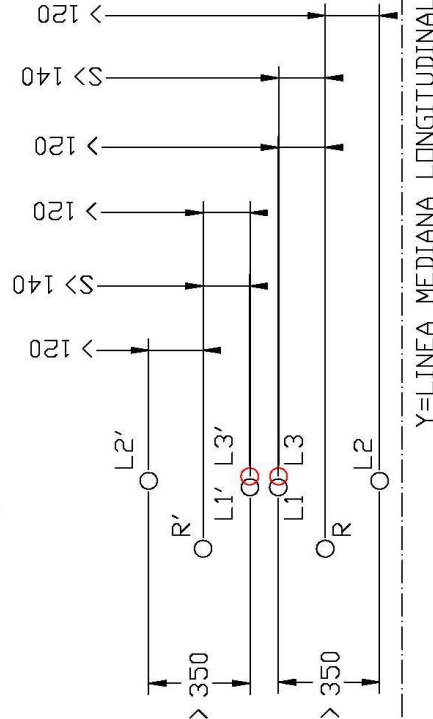 > 120
> 140
> 120
> 120
> 140
> 120
L2'
R'
L1'
L3'
L1
L3
R
L2
> 350
> 350
Y=LINEA MEDIANA LONGITUDINAL